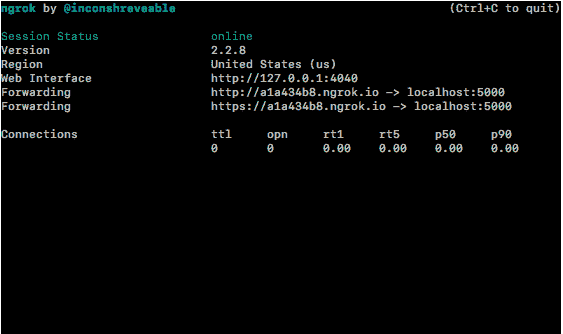 ngrok by @inconshreveable (Ctrl+C to quit)
Session Status online
Version 2.2.8
Region United States (us)
Web Interface http://127.0.0.1:4040
Forwarding http://a1a434b8.ngrok.io -> localhost:5000
Forwarding https://a1a434b8.ngrok.io -> localhost:5000
Connections ttl opn rt1 rt5 p50 p90
0 0 0.00 0.00 0.00 0.00